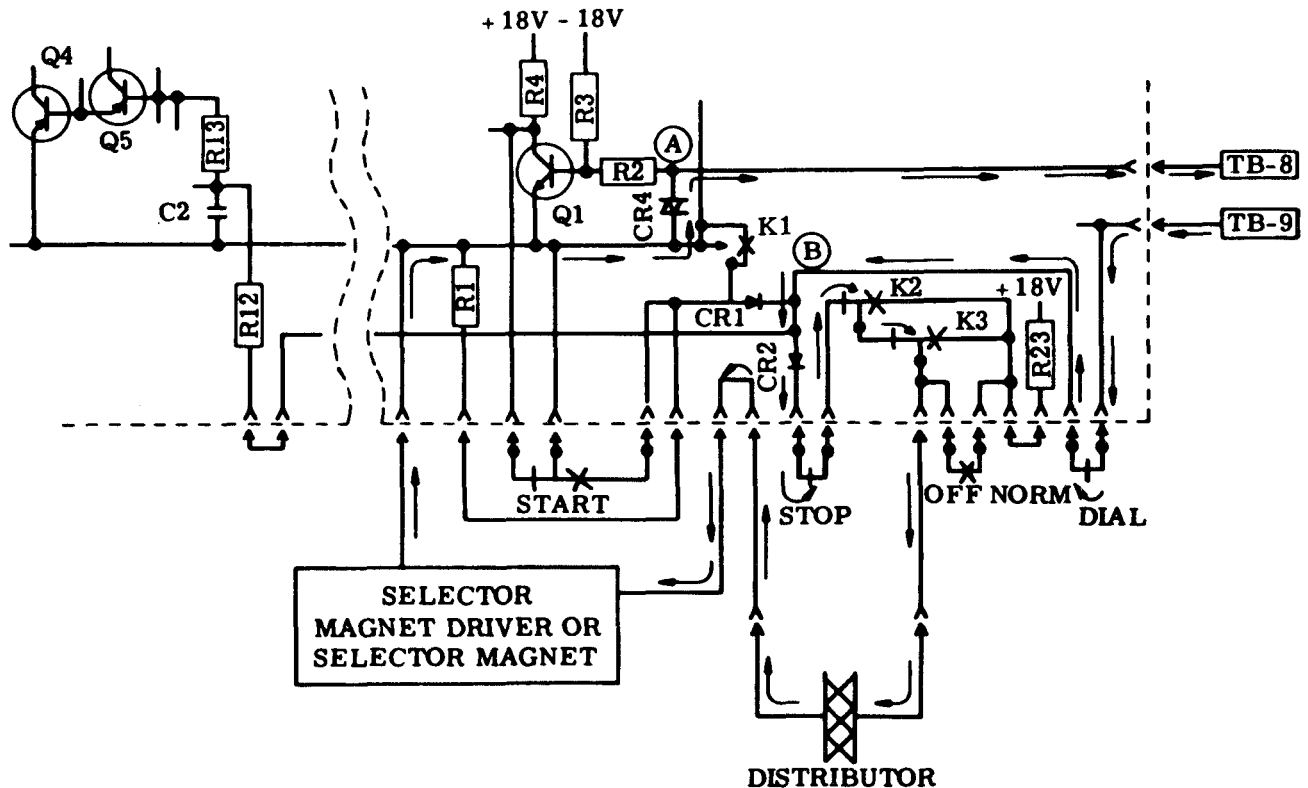 + 18V - 18V
Q4
Q5
R13
C2
R12
R4
R3
R2
A
Q1
CR4
K1
TB-8
TB-9
B
K2
+ 18V
K3
R1
CR1
CR2
R23
START
STOP
OFF NORM
DIAL
SELECTOR
MAGNET DRIVER OR
SELECTOR MAGNET
DISTRIBUTOR